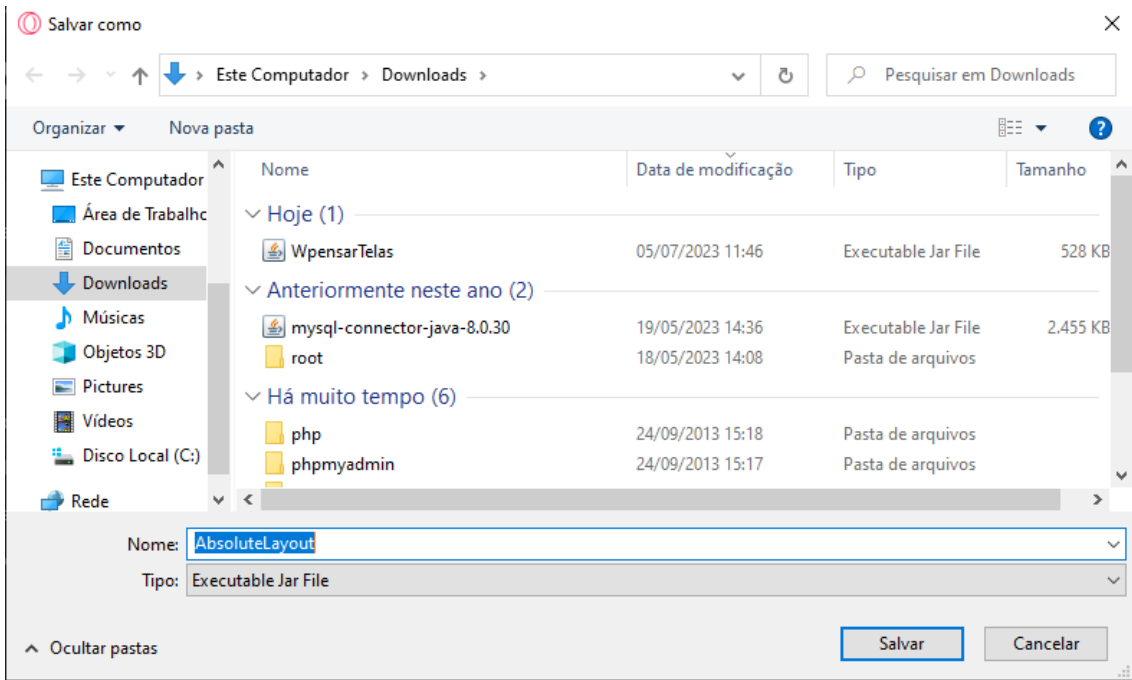 Salvar como
Este Computador > Downloads >
Pesquisar em Downloads
Organizar
Nova pasta
?
Este Computador
Área de Trabalhc
Documentos
Downloads
Músicas
Objetos 3D
Pictures
Vídeos
Disco Local (C:)
Rede
Nome Data de modificação Tipo Tamanho
Hoje (1)
WpensarTelas 05/07/2023 11:46 Executable Jar File 528 KB
Anteriormente neste ano (2)
mysql-connector-java-8.0.30 19/05/2023 14:36 Executable Jar File 2.455 KB
root 18/05/2023 14:08 Pasta de arquivos
Há muito tempo (6)
php 24/09/2013 15:18 Pasta de arquivos
phpmyadmin 24/09/2013 15:17 Pasta de arquivos
Nome: AbsoluteLayout
Tipo: Executable Jar File
Ocultar pastas
Salvar
Cancelar